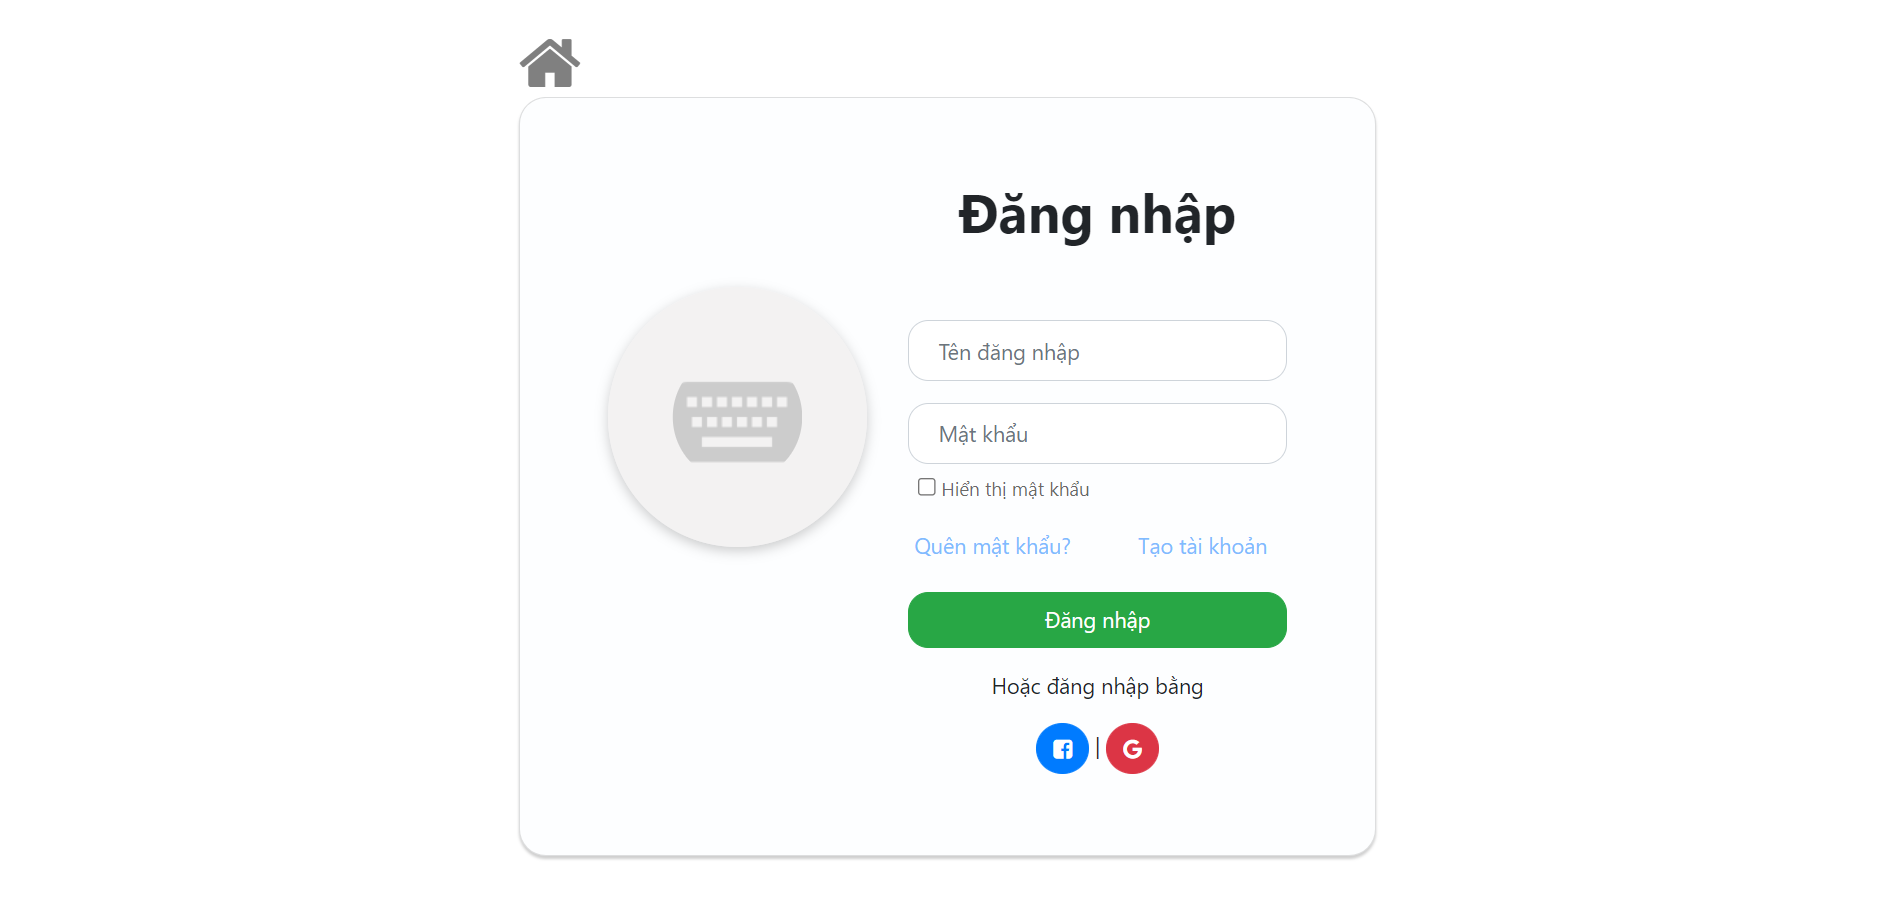 Đăng nhập
Tên đăng nhập
Mật khẩu
Hiển thị mật khẩu
Quên mật khẩu? Tạo tài khoản
Đăng nhập
Hoặc đăng nhập bằng
|